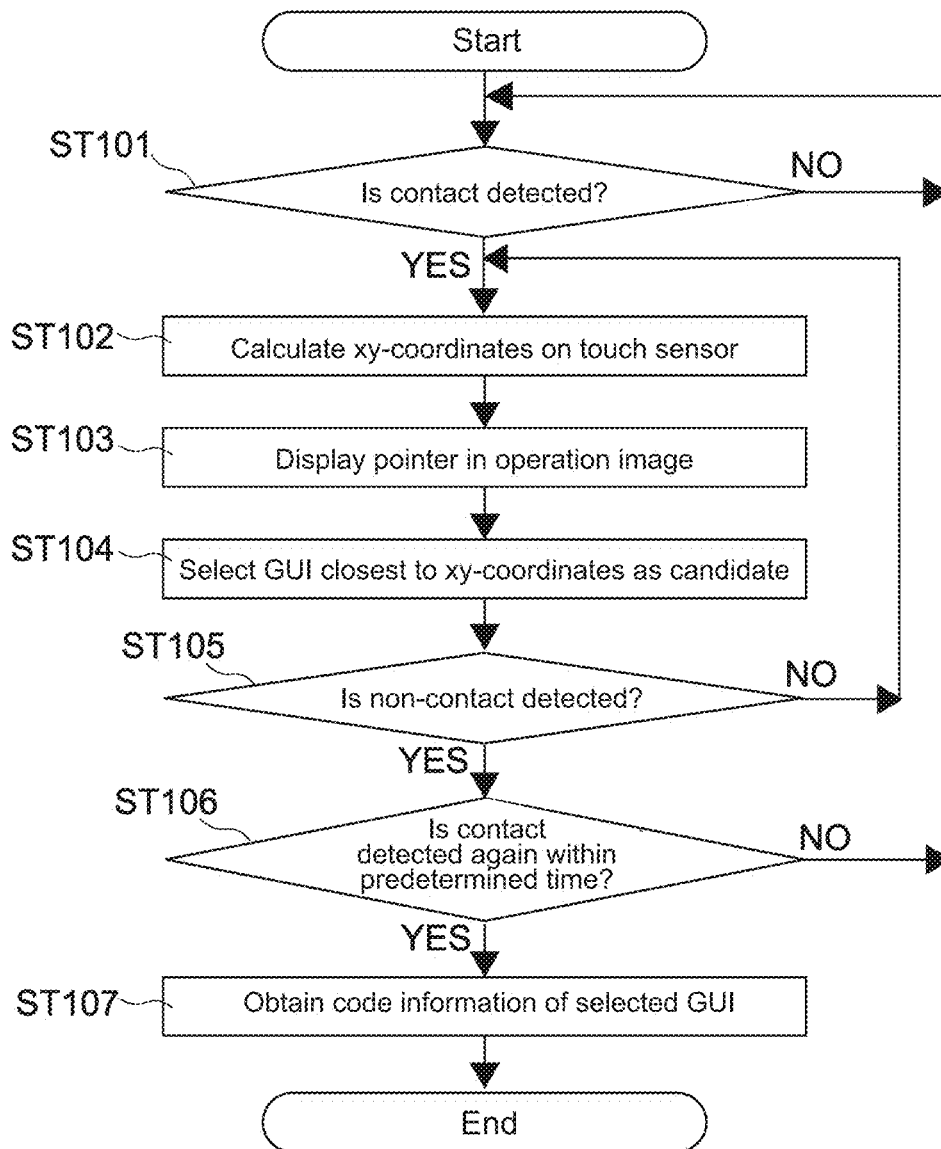 Start
ST101
Is contact detected?
NO
YES
ST102
Calculate xy-coordinates on touch sensor
ST103
Display pointer in operation image
ST104
Select GUI closest to xy-coordinates as candidate
ST105
Is non-contact detected?
NO
YES
ST106
Is contact
detected again within
predetermined time?
NO
YES
ST107
Obtain code information of selected GUI
End